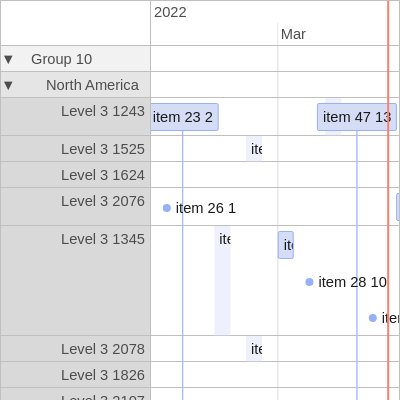 2022
Mar
▼ Group 10
▼ North America
Level 3 1243 item 23 2 item 47 13
Level 3 1525 ite
Level 3 1624
Level 3 2076 item 26 1
Level 3 1345 ite ite
item 28 10
iter
Level 3 2078 ite
Level 3 1826
Level 3 2107